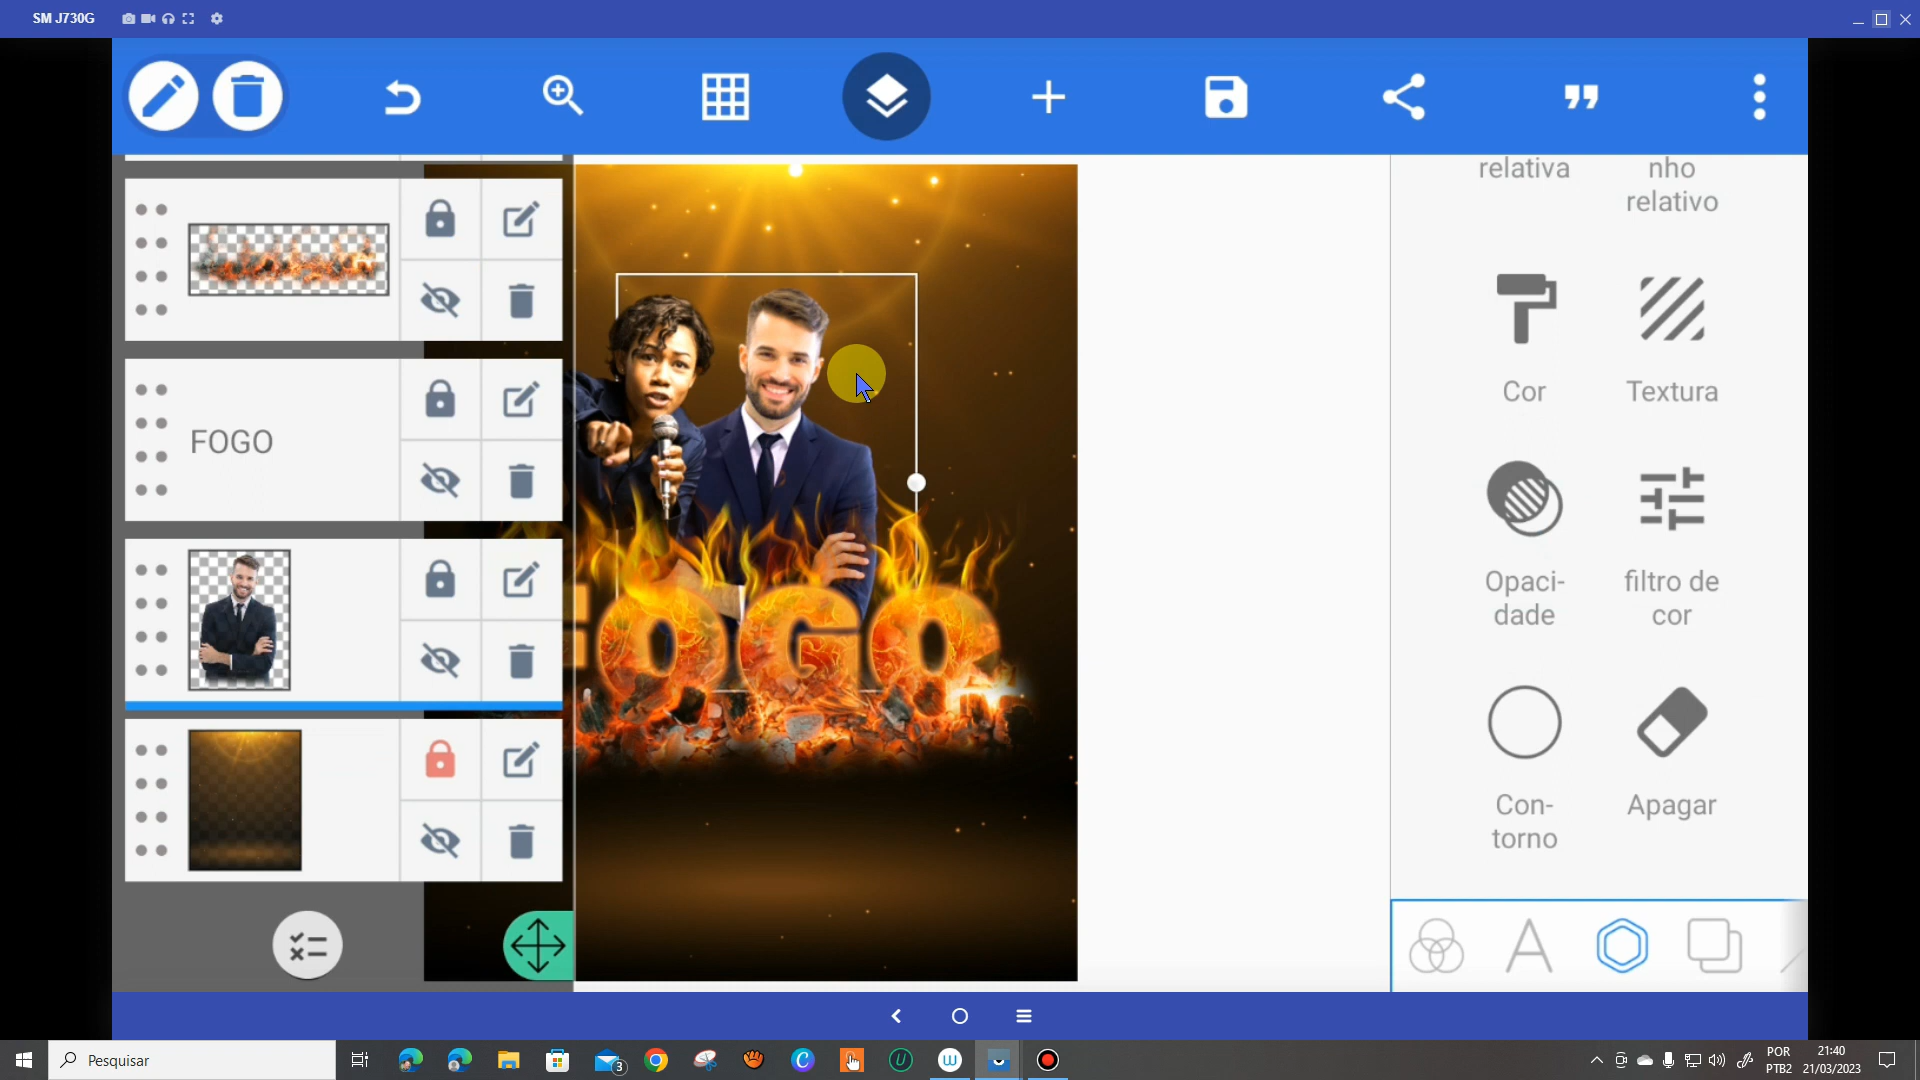 SM J730G
relativa
nho
relativo
Cor
Textura
FOGO
FOGO
Opaci-
dade
filtro de
cor
Con-
torno
Apagar
Pesquisar
3
POR
PTB2
21:40
21/03/2023